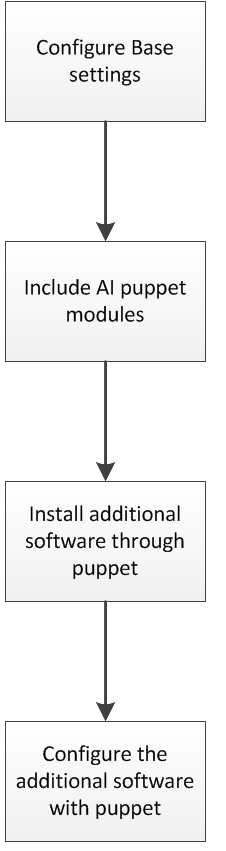 Configure Base
settings
Include AI puppet
modules
Install additional
software through
puppet
Configure the
additional software
with puppet